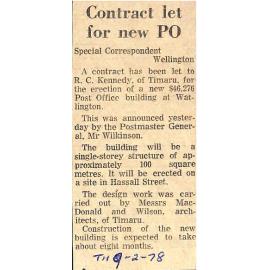 Contract let
for new PO
Special Correspondent
Wellington
A contract has been let to
R. C. Kennedy, of Timaru, for
the erection of a new $46,276
Post Office building at Wat-
lington.
This was announced yester-
day by the Postmaster Gener-
al, Mr Wilkinson.
The building will be a
single-storey structure of ap-
proximately 100 square
metres. It will be erected
on a site in Hassall Street.
The design work was car-
ried out by Messrs Mac-
Donald and Wilson, archi-
tects, of Timaru.
Construction of the new
building is expected to take
about eight months.
TH 9-2-78